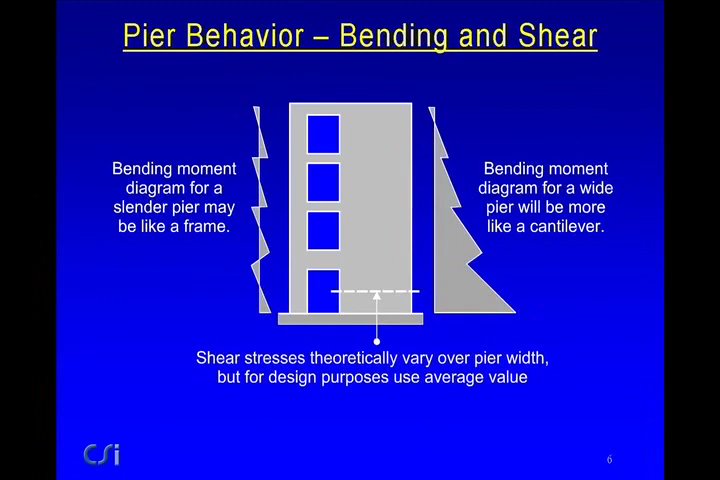 Pier Behavior – Bending and Shear
Bending moment
diagram for a
slender pier may
be like a frame.
Bending moment
diagram for a wide
pier will be more
like a cantilever.
Shear stresses theoretically vary over pier width,
but for design purposes use average value
CSi
6